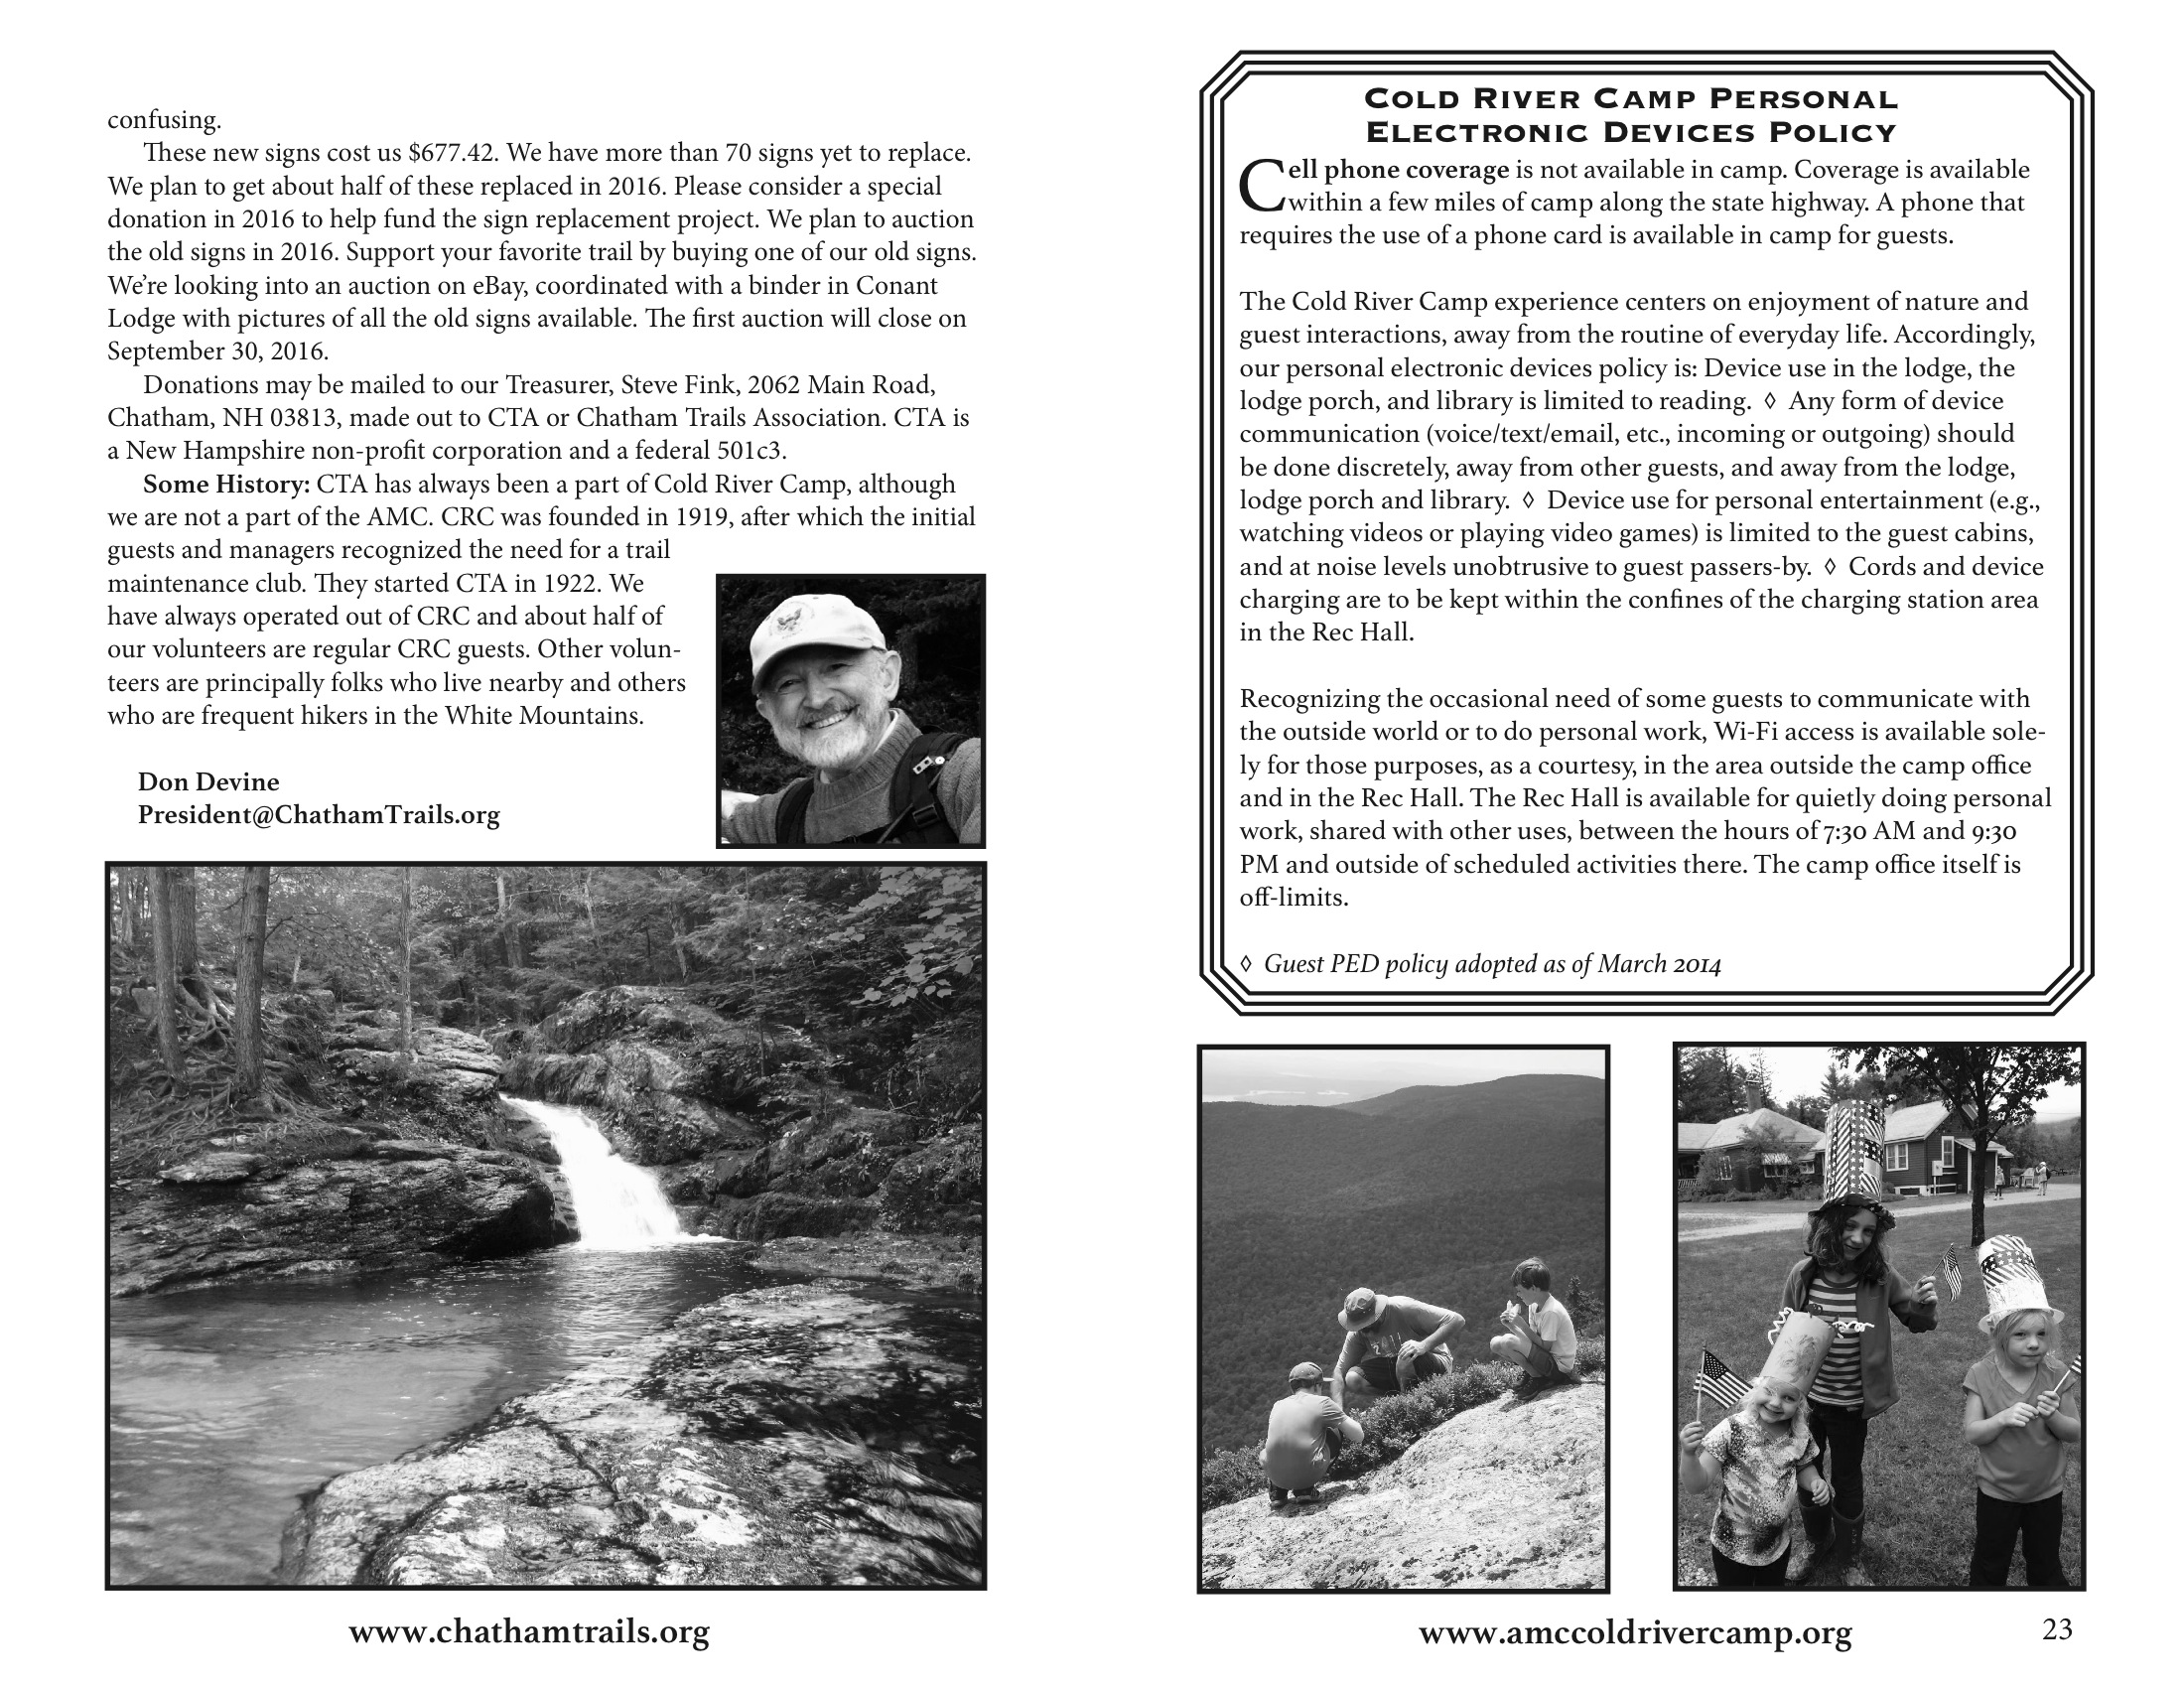 confusing.
These new signs cost us $677.42. We have more than 70 signs yet to replace.
We plan to get about half of these replaced in 2016. Please consider a special
donation in 2016 to help fund the sign replacement project. We plan to auction
the old signs in 2016. Support your favorite trail by buying one of our old signs.
We're looking into an auction on eBay, coordinated with a binder in Conant
Lodge with pictures of all the old signs available. The first auction will close on
September 30, 2016.
Donations may be mailed to our Treasurer, Steve Fink, 2062 Main Road,
Chatham, NH 03813, made out to CTA or Chatham Trails Association. CTA is
a New Hampshire non-profit corporation and a federal 501c3.
Some History: CTA has always been a part of Cold River Camp, although
we are not a part of the AMC. CRC was founded in 1919, after which the initial
guests and managers recognized the need for a trail
maintenance club. They started CTA in 1922. We
have always operated out of CRC and about half of
our volunteers are regular CRC guests. Other volun-
teers are principally folks who live nearby and others
who are frequent hikers in the White Mountains.
Don Devine
President@ChathamTrails.org
www.chathamtrails.org
Cold River Camp Personal
Electronic Devices Policy
Cell phone coverage is not available in camp. Coverage is available
within a few miles of camp along the state highway. A phone that
requires the use of a phone card is available in camp for guests.
The Cold River Camp experience centers on enjoyment of nature and
guest interactions, away from the routine of everyday life. Accordingly,
our personal electronic devices policy is: Device use in the lodge, the
lodge porch, and library is limited to reading. ◊ Any form of device
communication (voice/text/email, etc., incoming or outgoing) should
be done discretely, away from other guests, and away from the lodge,
lodge porch and library. ◊ Device use for personal entertainment (e.g.,
watching videos or playing video games) is limited to the guest cabins,
and at noise levels unobtrusive to guest passers-by. ◊ Cords and device
charging are to be kept within the confines of the charging station area
in the Rec Hall.
Recognizing the occasional need of some guests to communicate with
the outside world or to do personal work, Wi-Fi access is available sole-
ly for those purposes, as a courtesy, in the area outside the camp office
and in the Rec Hall. The Rec Hall is available for quietly doing personal
work, shared with other uses, between the hours of 7:30 AM and 9:30
PM and outside of scheduled activities there. The camp office itself is
off-limits.
◊ Guest PED policy adopted as of March 2014
www.amccoldrivercamp.org
23